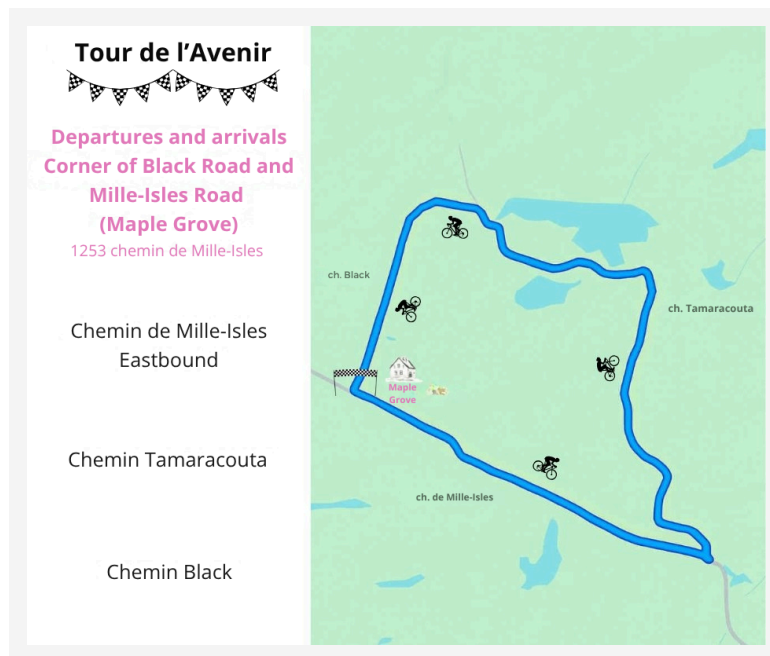 Tour de l'Avenir
Departures and arrivals
Corner of Black Road and
Mille-Isles Road
(Maple Grove)
1253 chemin de Mille-Isles
Chemin de Mille-Isles
Eastbound
Chemin Tamaracouta
Chemin Black
ch. Black
ch. Tamaracouta
Maple
Grove
ch. de Mille-Isles